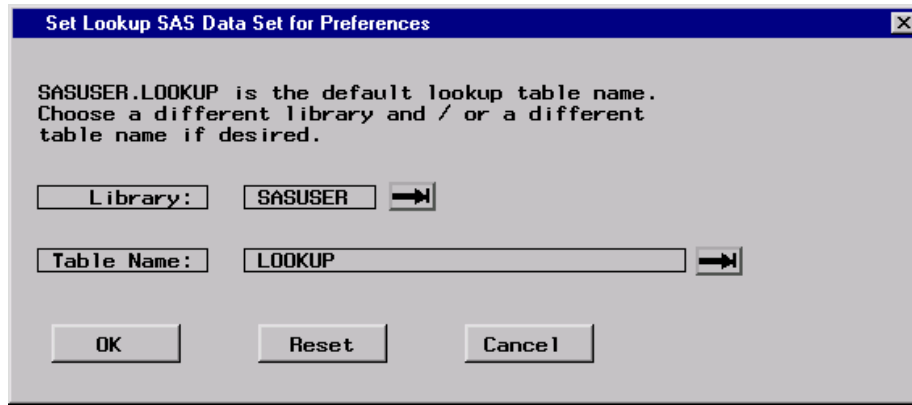 Set Lookup SAS Data Set for Preferences
SASUSER.LOOKUP is the default lookup table name.
Choose a different library and / or a different
table name if desired.
Library: SASUSER
Table Name: LOOKUP
OK Reset Cancel